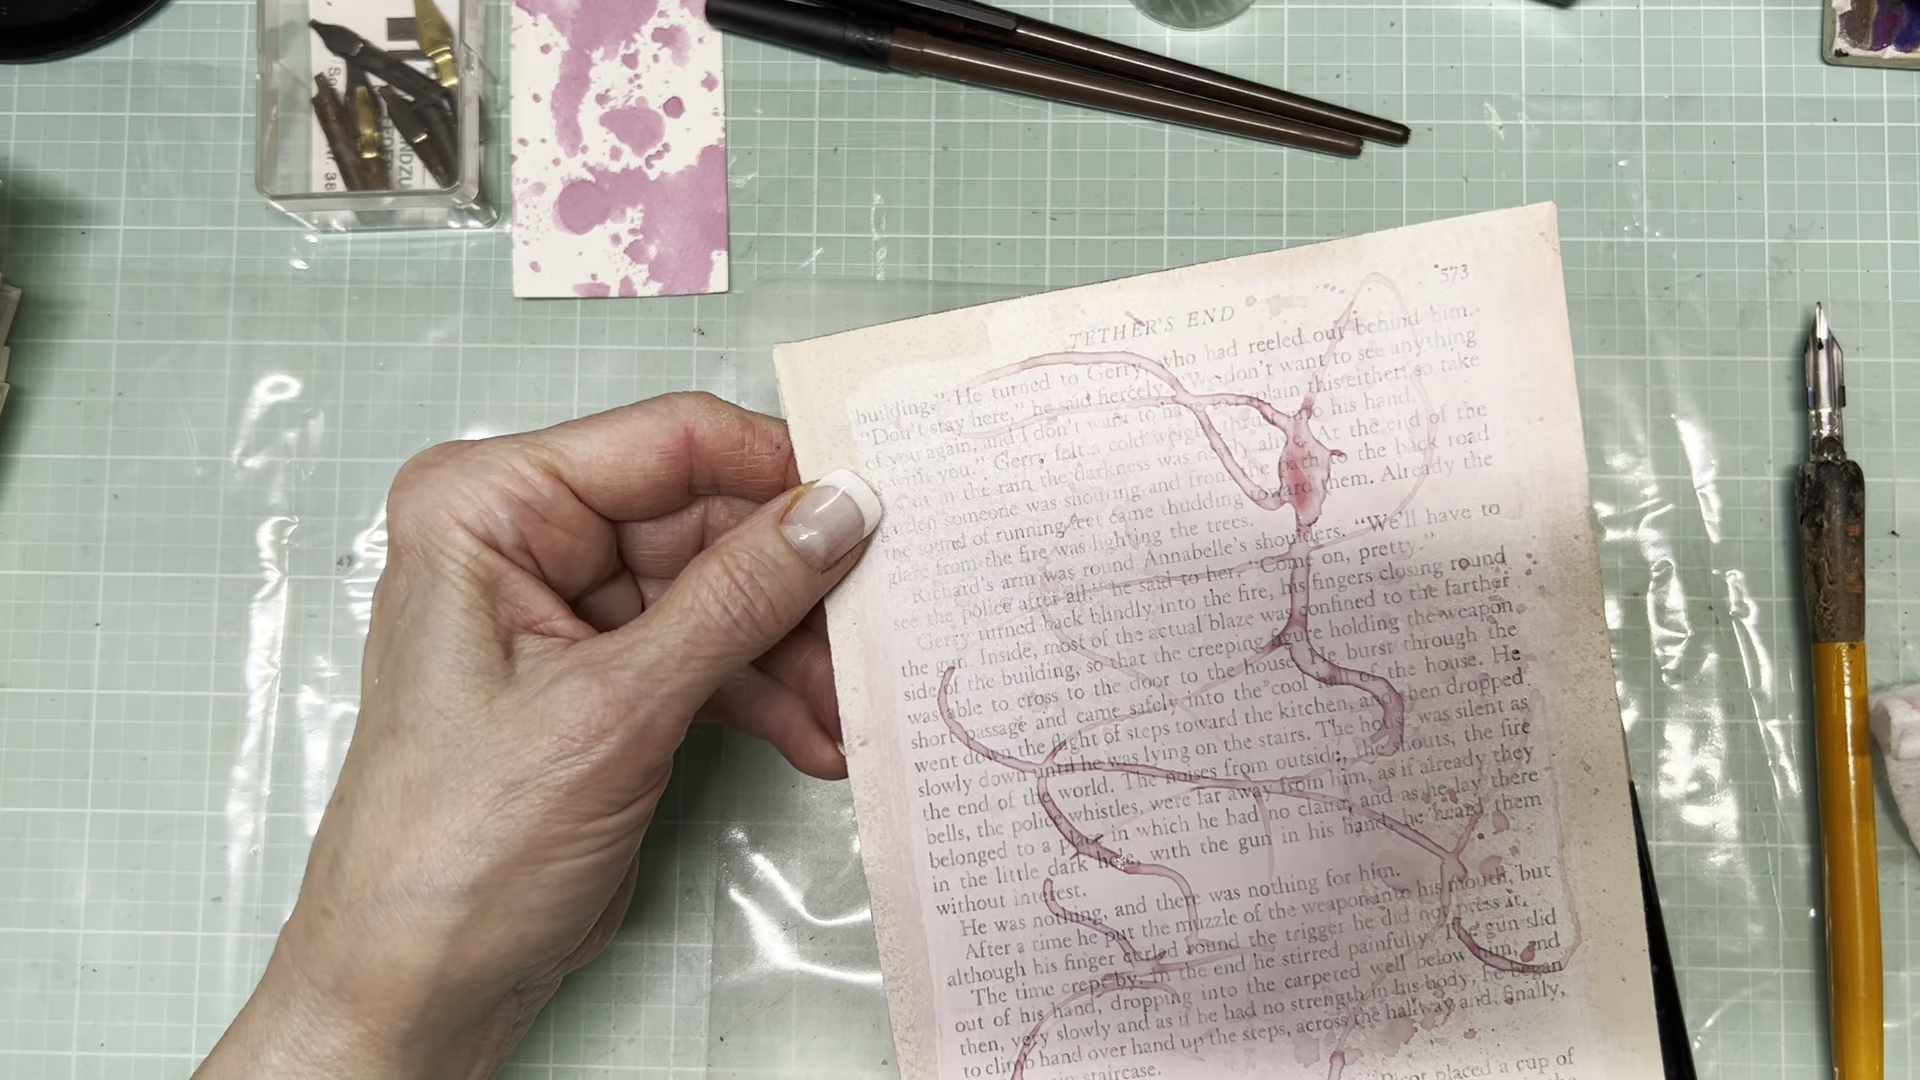 573
TETHER'S END
building." He turned to Gerry, who had reeled out behind him.
"Don't stay here," he said fiercely. "We don't want to see anything
of you again, and I don't want to explain this either; so take
with you." Gerry felt a cold weight thrust into his hand.
Out in the rain the darkness was newly alive. At the end of the
garden someone was shouting and from the path to the back road
the sound of running feet came thudding toward them. Already the
glare from the fire was lighting the trees.
Richard's arm was round Annabelle's shoulders. "We'll have to
see the police after all," he said to her. "Come on, pretty."
Gerry turned back blindly into the fire, his fingers closing round
the gun. Inside, most of the actual blaze was confined to the farther
side of the building, so that the creeping figure holding the weapon
was able to cross to the door to the house. He burst through the
short passage and came safely into the cool hall of the house. He
went down the flight of steps toward the kitchen, and then dropped
slowly down until he was lying on the stairs. The house was silent as
the end of the world. The noises from outside, the shouts, the fire
bells, the police whistles, were far away from him, as if already they
belonged to a place in which he had no claim, and as he lay there
in the little dark hole, with the gun in his hand, he heard them
without interest.
He was nothing, and there was nothing for him.
After a time he put the muzzle of the weapon into his mouth, but
although his finger curled round the trigger he did not press it.
The time crept by. In the end he stirred painfully. The gun slid
out of his hand, dropping into the carpeted well below him, and
then, very slowly and as if he had no strength in his body, he began
to climb hand over hand up the steps, across the hallway and, finally,
staircase.
placed a cup of